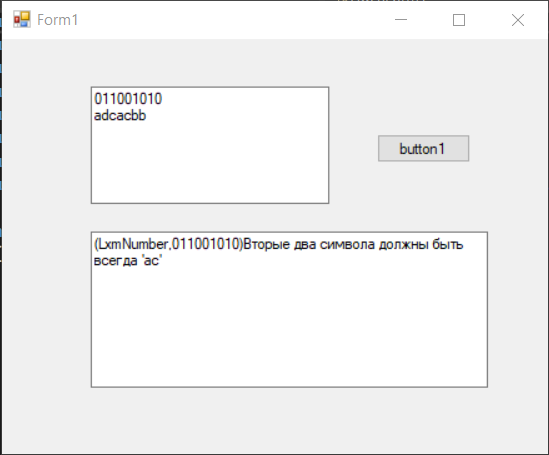 Form1
011001010
adcacbb
button1
(LxmNumber,011001010)Вторые два символа должны быть
всегда 'ac'